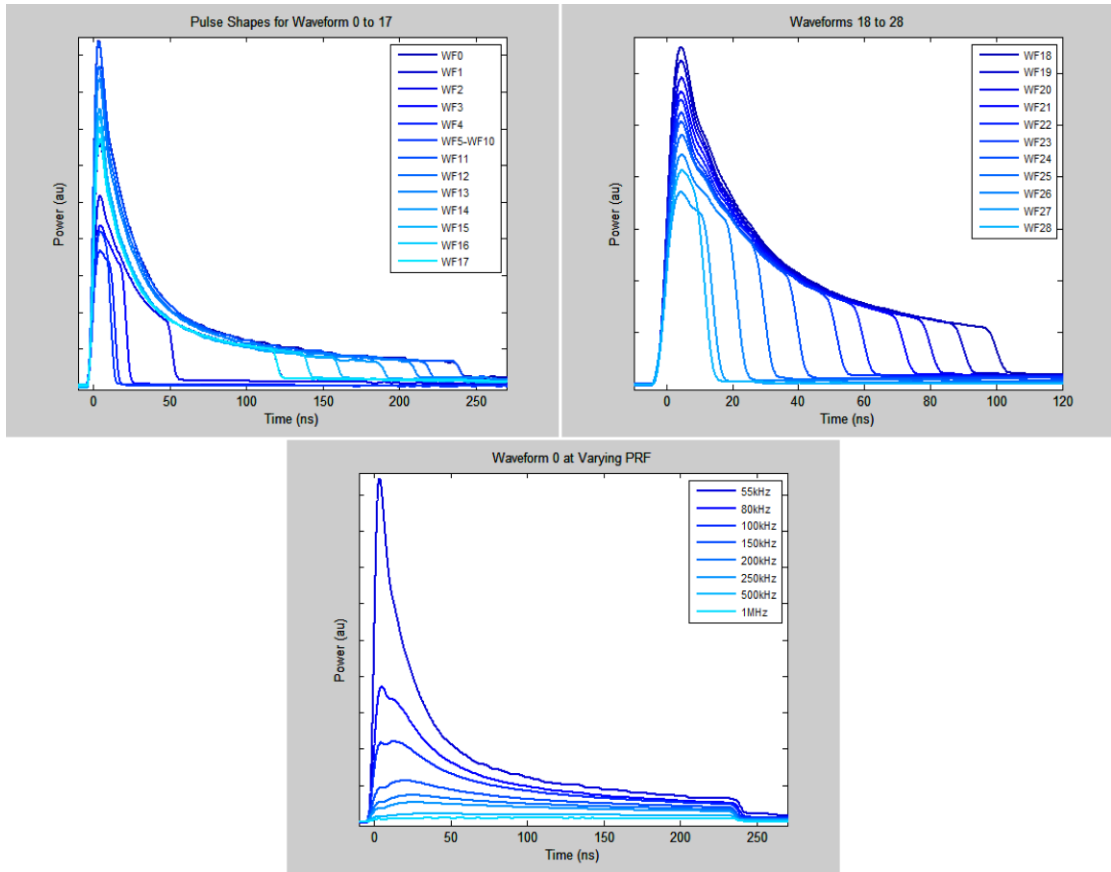 Pulse Shapes for Waveform 0 to 17
WF0
WF1
WF2
WF3
WF4
WF5-WF10
WF11
WF12
WF13
WF14
WF15
WF16
WF17
Power (au)
0 50 100 150 200 250
Time (ns)
Waveforms 18 to 28
WF18
WF19
WF20
WF21
WF22
WF23
WF24
WF25
WF26
WF27
WF28
Power (au)
0 20 40 60 80 100 120
Time (ns)
Waveform 0 at Varying PRF
55kHz
80kHz
100kHz
150kHz
200kHz
250kHz
500kHz
1MHz
Power (au)
0 50 100 150 200 250
Time (ns)